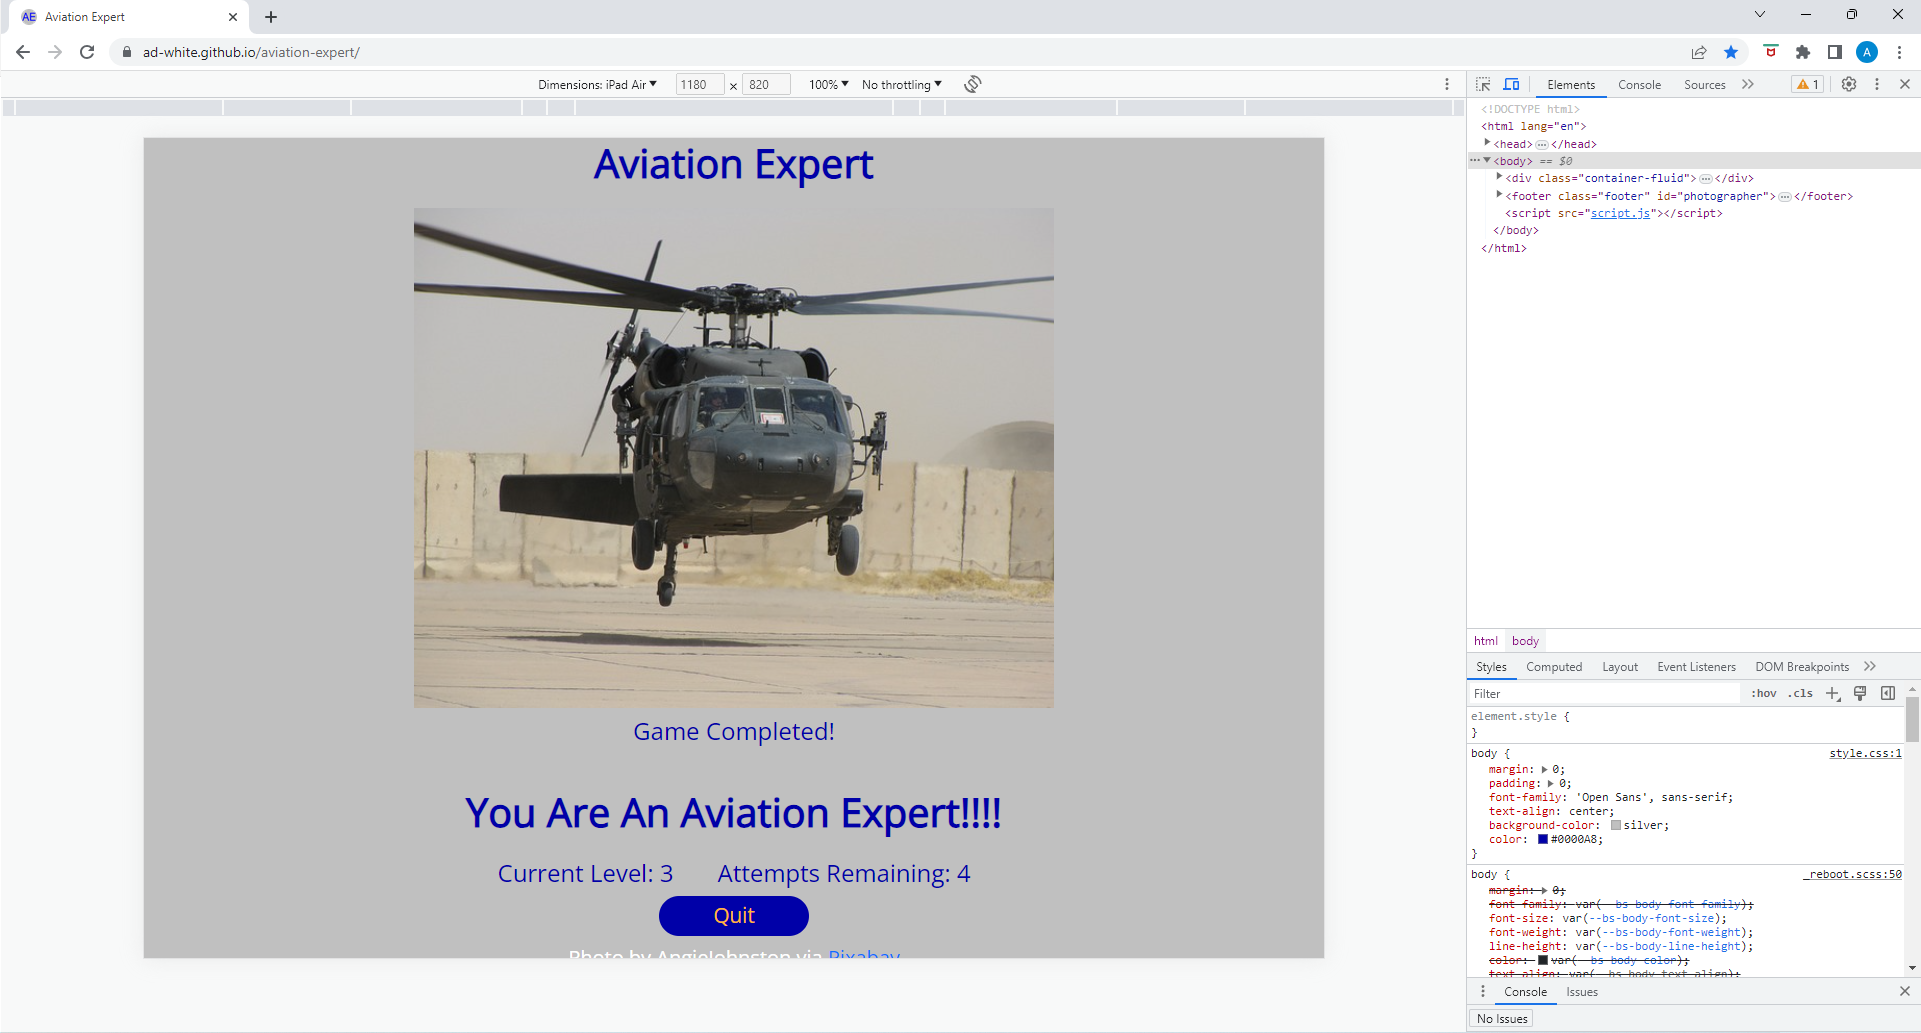 AE Aviation Expert
ad-white.github.io/aviation-expert/
A
Dimensions: iPad Air 1180 × 820 100% No throttling
Elements Console Sources 1
Aviation Expert
Game Completed!
You Are An Aviation Expert!!!!
Current Level: 3 Attempts Remaining: 4
Quit
Photo by AngieJohnston via Pixabay
<!DOCTYPE html>
<html lang="en">
<head>…</head>
<body> == $0
<div class="container-fluid">…</div>
<footer class="footer" id="photographer">…</footer>
<script src="script.js"></script>
</body>
</html>
html body
Styles Computed Layout Event Listeners DOM Breakpoints
Filter :hov .cls
element.style {
}
body { style.css:1
margin: 0;
padding: 0;
font-family: 'Open Sans', sans-serif;
text-align: center;
background-color: silver;
color: #0000A8;
}
body { _reboot.scss:50
margin: 0;
font-family: var(--bs-body-font-family);
font-size: var(--bs-body-font-size);
font-weight: var(--bs-body-font-weight);
line-height: var(--bs-body-line-height);
color: var(--bs-body-color);
text-align: var(--bs-body-text-align);
Console Issues
No Issues